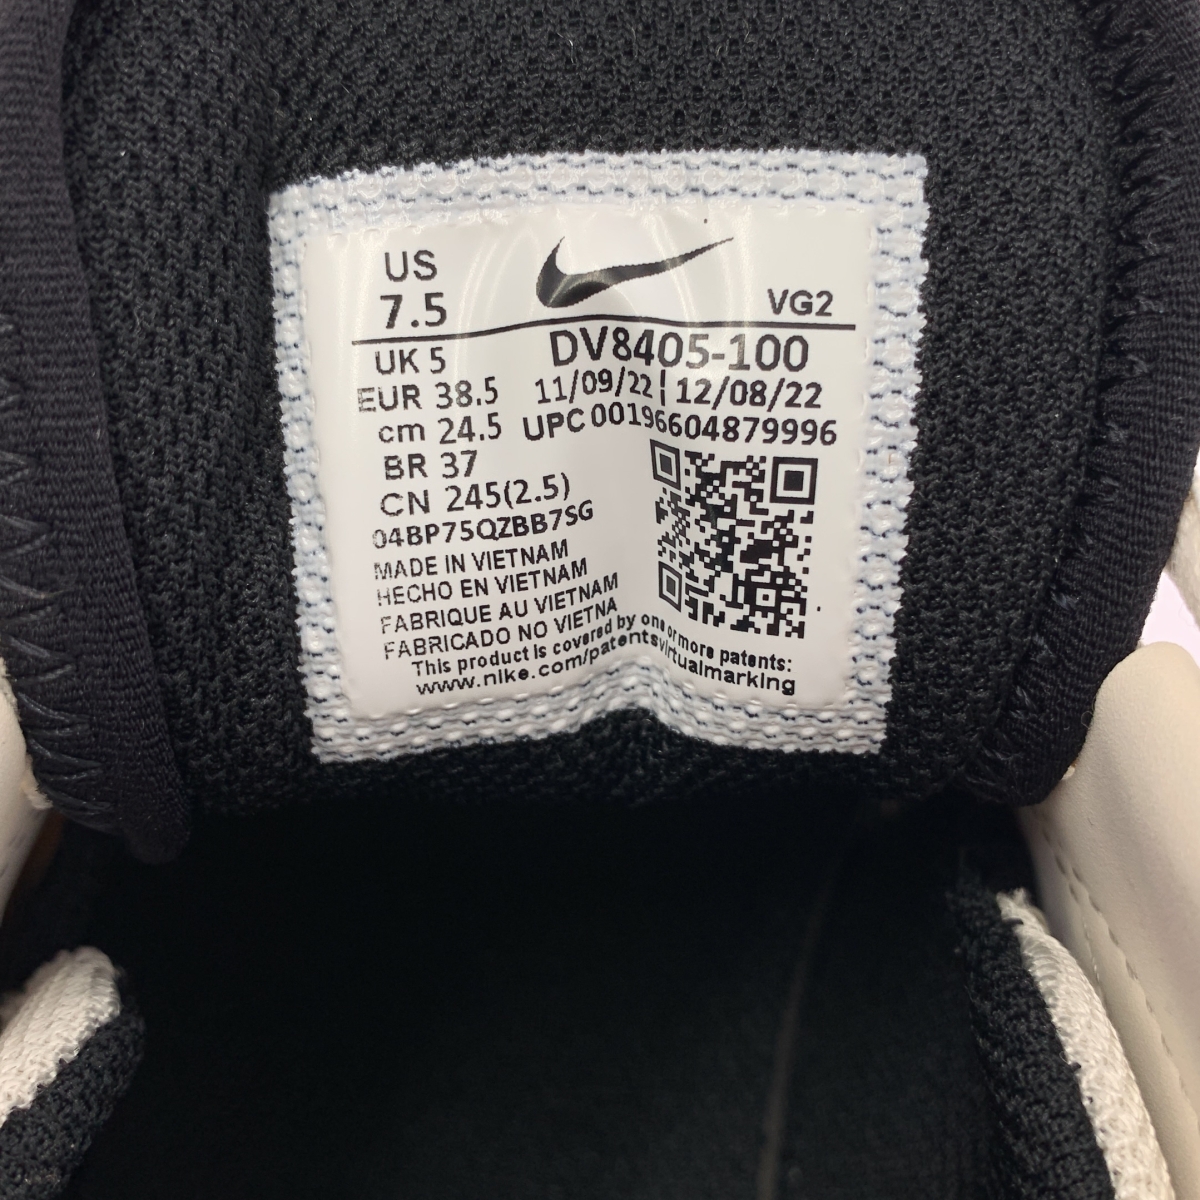 US
7.5
VG2
UK 5
DV8405-100
EUR 38.5
11/09/22 | 12/08/22
cm 24.5
UPC 00196604879996
BR 37
CN 245(2.5)
04BP75QZBB7SG
MADE IN VIETNAM
HECHO EN VIETNAM
FABRIQUE AU VIETNAM
FABRICADO NO VIETNA
This product is covered by one or more patents:
www.nike.com/patentsvirtualmarking